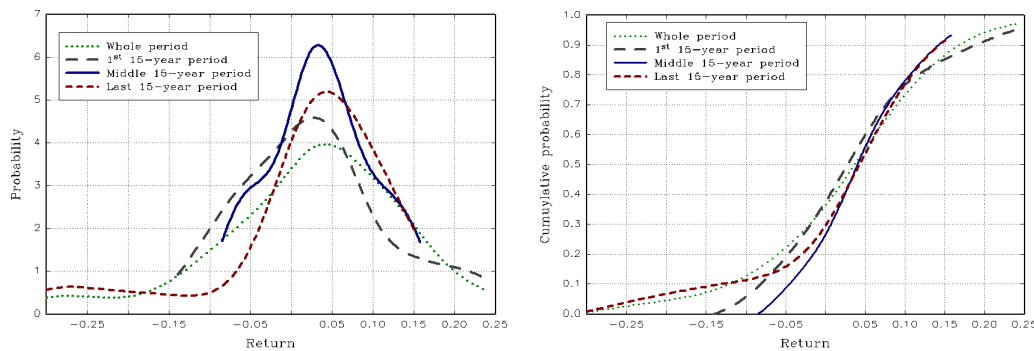 7
6
5
4
3
2
1
0
Probability
Whole period
1st 15-year period
Middle 15-year period
Last 15-year period
−0.25 −0.15 −0.05 0.05 0.10 0.15 0.20 0.25
Return
1.0
0.9
0.8
0.7
0.6
0.5
0.4
0.3
0.2
0.1
0.0
Cumuylative probability
Whole period
1st 15-year period
Middle 15-year period
Last 15-year period
−0.25 −0.15 −0.05 0.05 0.10 0.15 0.20 0.25
Return